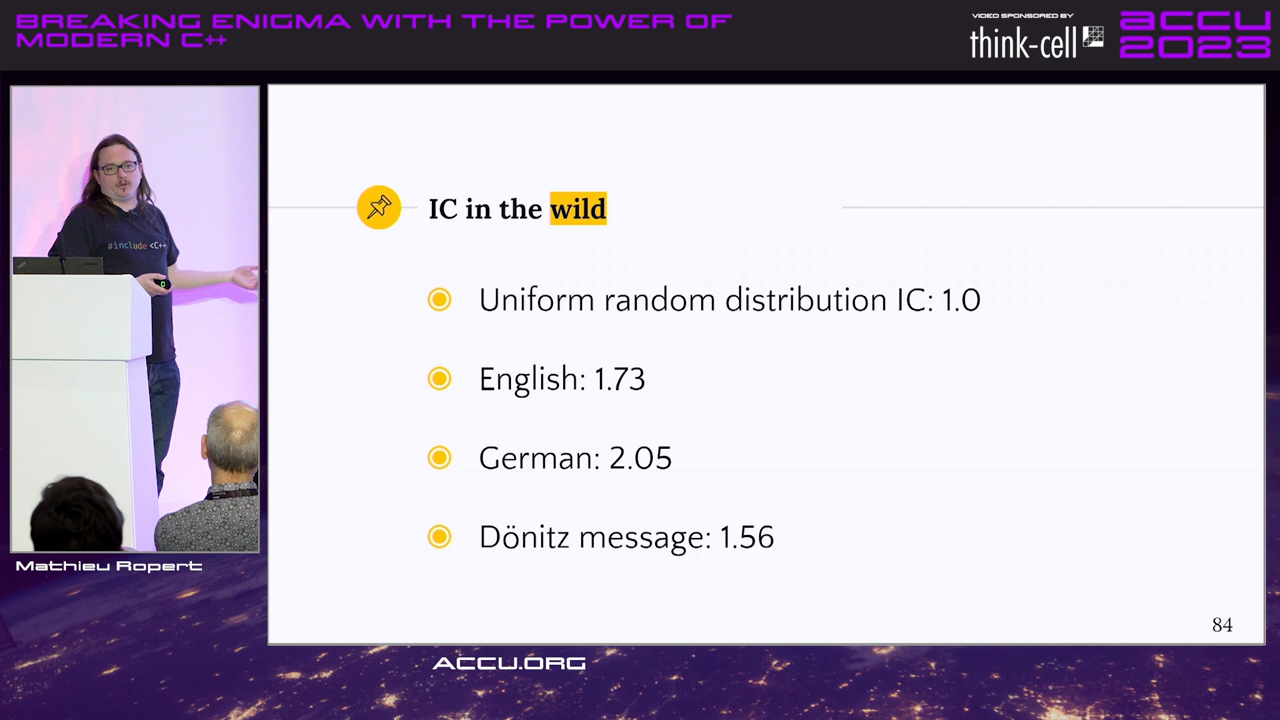 BREAKING ENIGMA WITH THE POWER OF
MODERN C++
VIDEO SPONSORED BY
think-cell
ACCU
2023
#include <C++
IC in the wild
Uniform random distribution IC: 1.0
English: 1.73
German: 2.05
Dönitz message: 1.56
84
Mathieu Ropert
ACCU.ORG